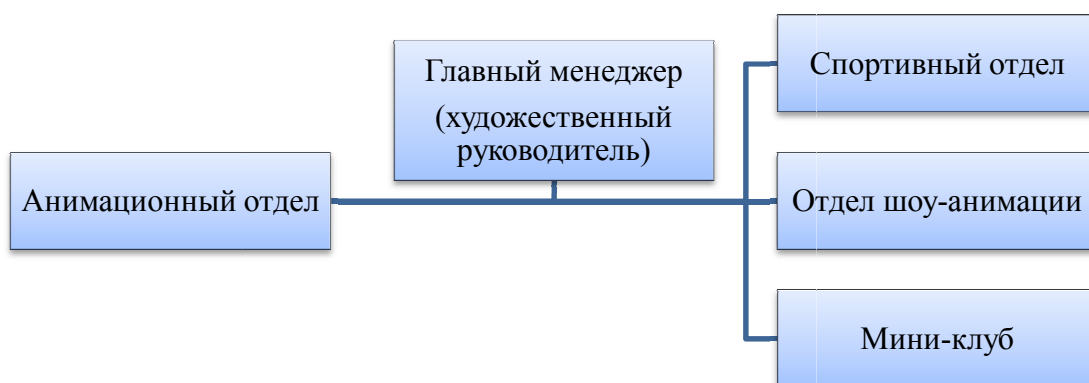 Анимационный отдел
Главный менеджер
(художественный
руководитель)
Спортивный отдел
Отдел шоу-анимации
Мини-клуб